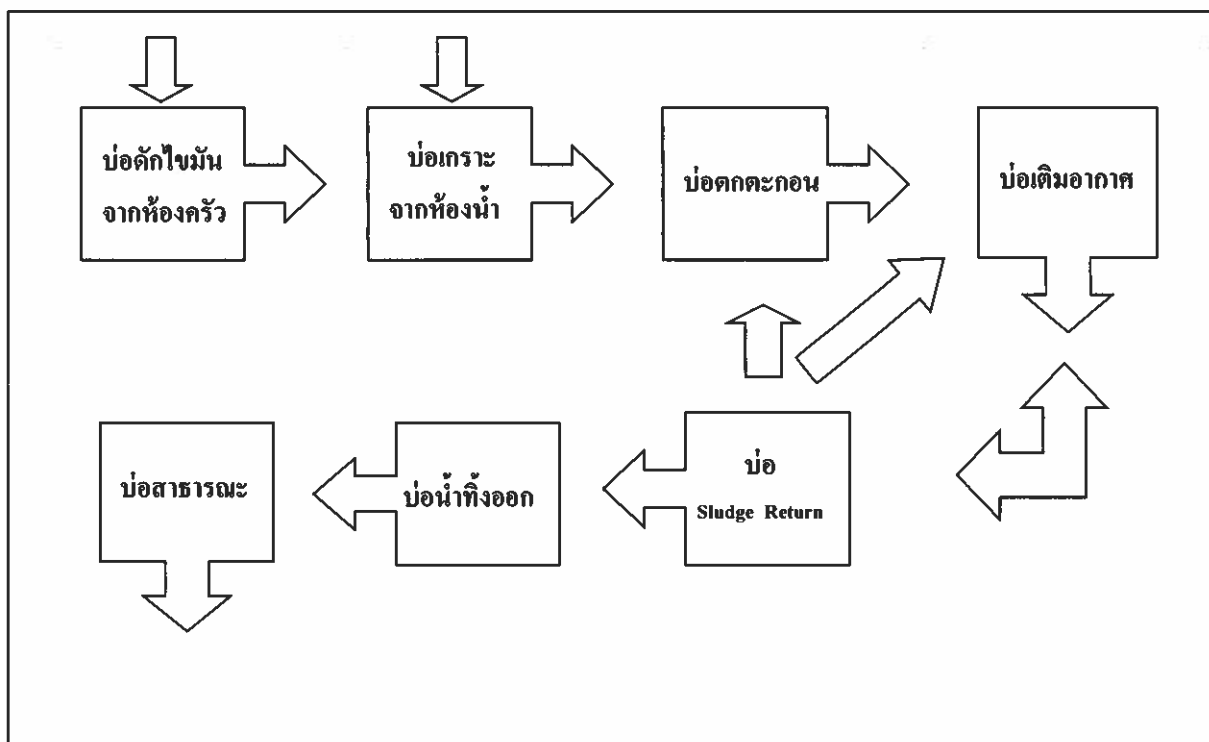 บ่อดักไขมัน
จากห้องครัว
บ่อเกราะ
จากห้องน้ำ
บ่อตกตะกอน
บ่อเติมอากาศ
บ่อสาธารณะ
บ่อน้ำทิ้งออก
บ่อ
Sludge Return